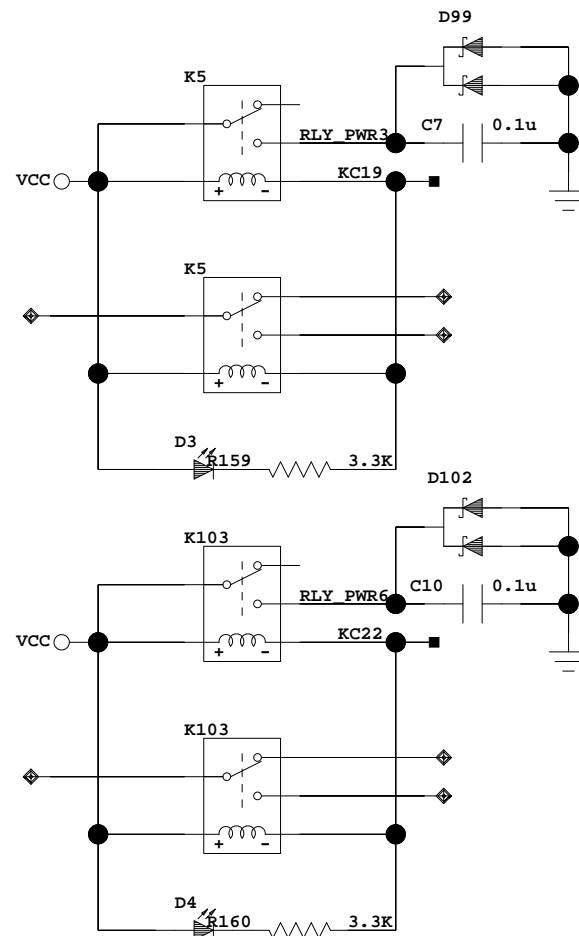 D99
K5
C7 0.1u
RLY_PWR3
KC19
VCC
+ -
K5
+ -
D3
R159 3.3K
D102
K103
C10 0.1u
RLY_PWR6
KC22
VCC
+ -
K103
+ -
D4
R160 3.3K